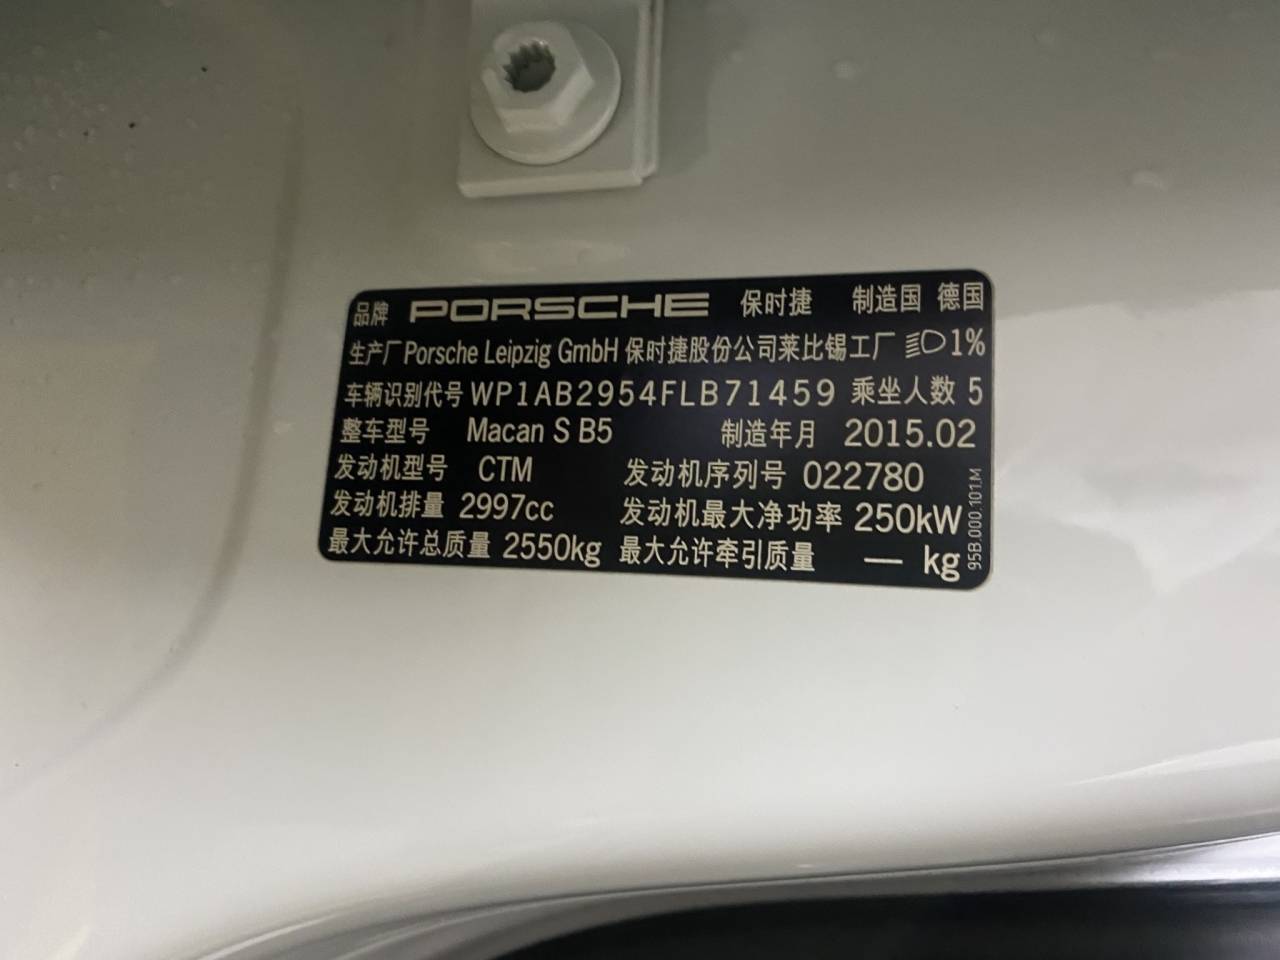 品牌 PORSCHE 保时捷 制造国 德国
生产厂 Porsche Leipzig GmbH 保时捷股份公司莱比锡工厂 1%
车辆识别代号 WP1AB2954FLB71459 乘坐人数 5
整车型号 Macan S B5 制造年月 2015.02
发动机型号 CTM 发动机序列号 022780
发动机排量 2997cc 发动机最大净功率 250kW
最大允许总质量 2550kg 最大允许牵引质量 — kg
95B.000.101.M